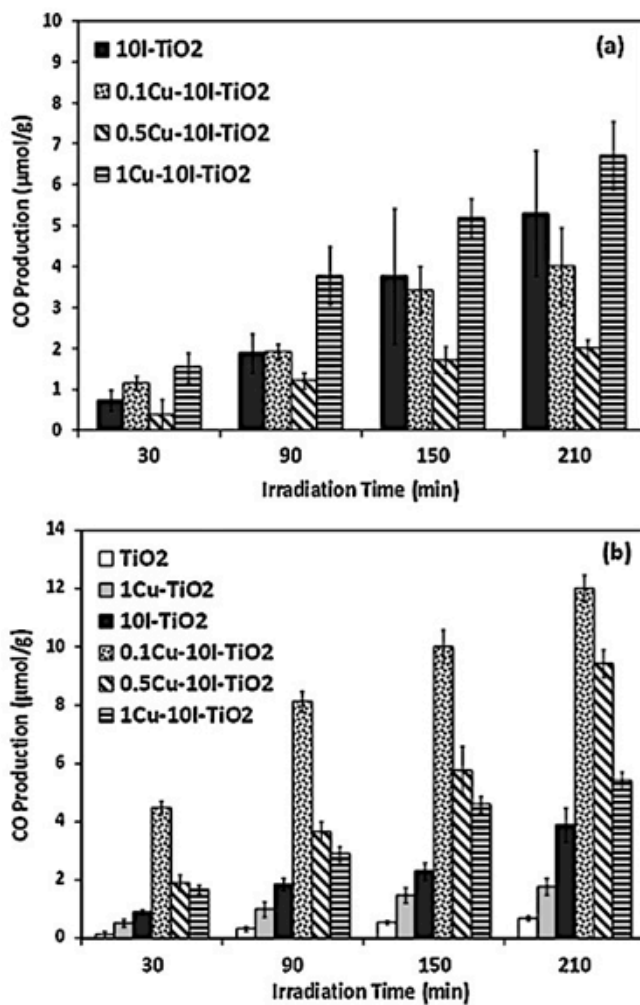 10
9
8
7
6
5
4
3
2
1
0
CO Production (μmol/g)
(a)
10I-TiO2
0.1Cu-10I-TiO2
0.5Cu-10I-TiO2
1Cu-10I-TiO2
30 90 150 210
Irradiation Time (min)
14
12
10
8
6
4
2
0
CO Production (μmol/g)
(b)
TiO2
1Cu-TiO2
10I-TiO2
0.1Cu-10I-TiO2
0.5Cu-10I-TiO2
1Cu-10I-TiO2
30 90 150 210
Irradiation Time (min)